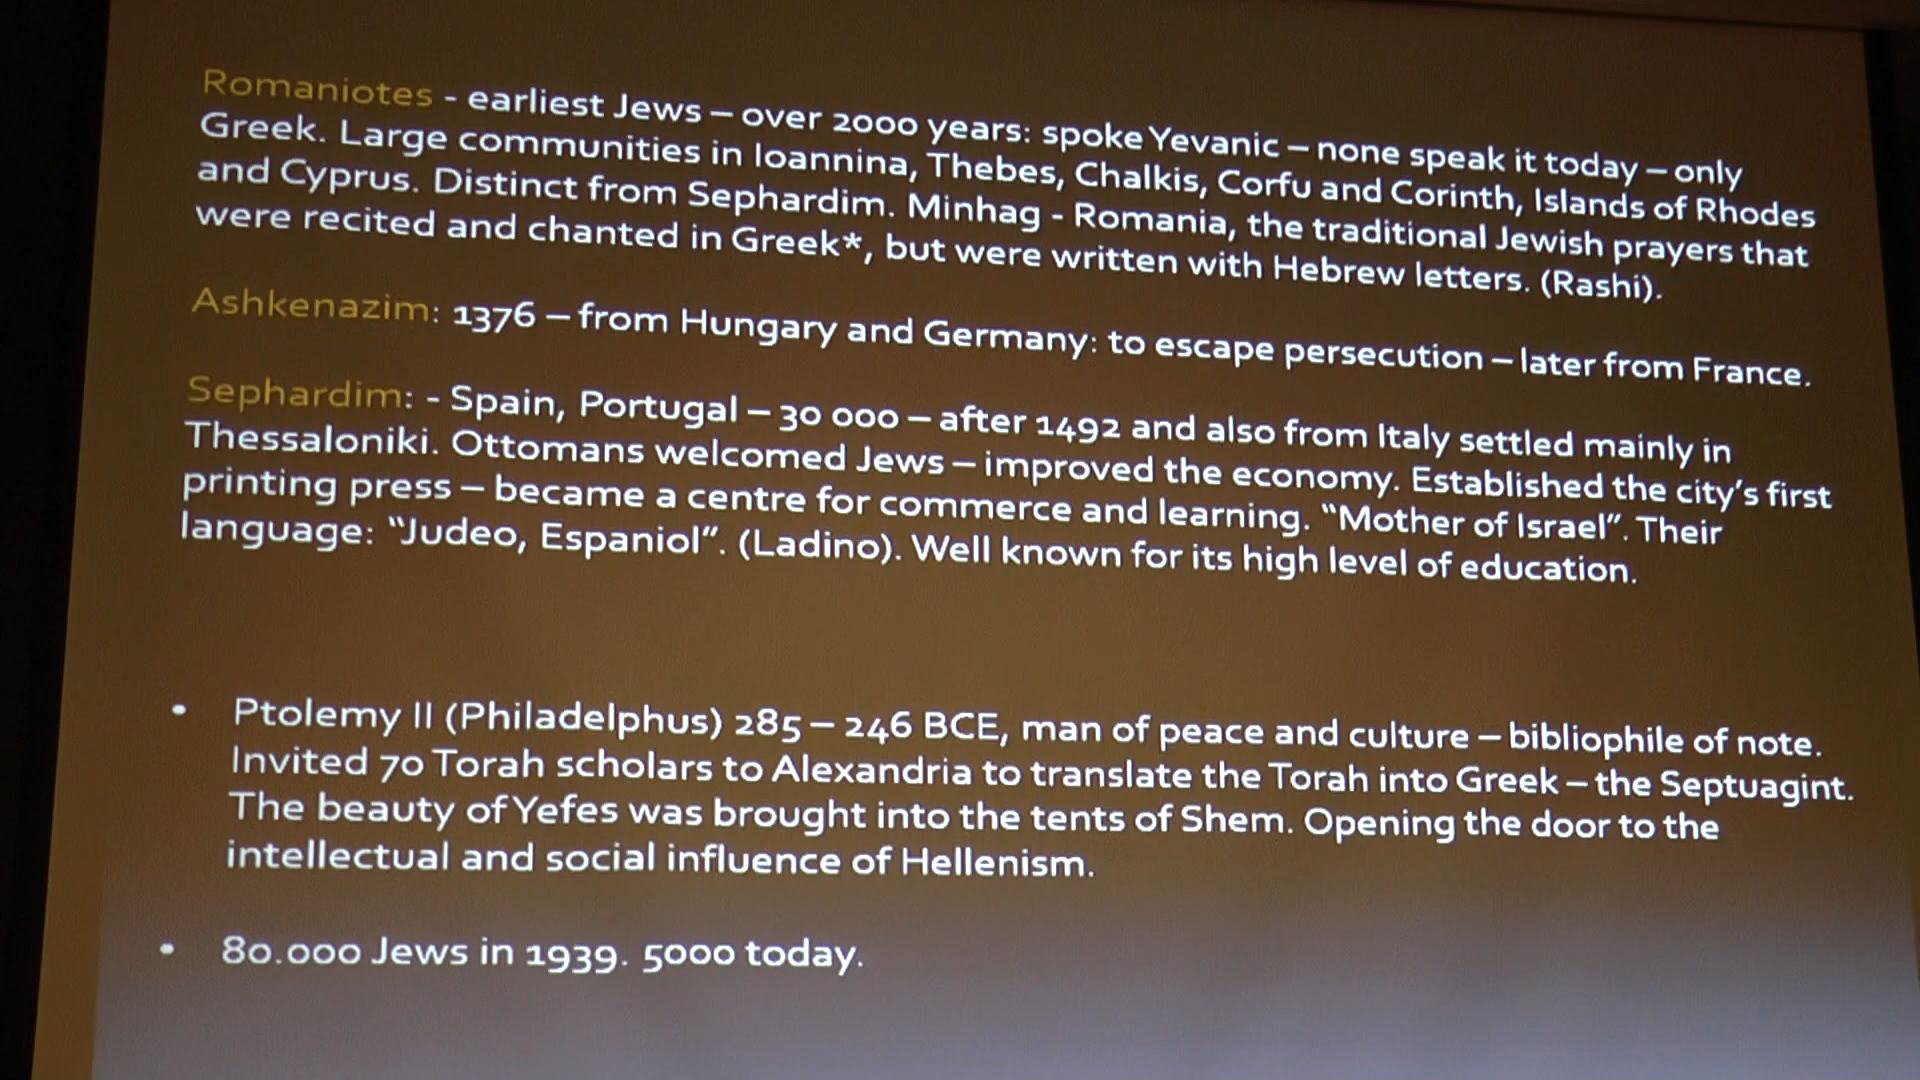 Romaniotes - earliest Jews – over 2000 years: spoke Yevanic – none speak it today – only
Greek. Large communities in Ioannina, Thebes, Chalkis, Corfu and Corinth, Islands of Rhodes
and Cyprus. Distinct from Sephardim. Minhag - Romania, the traditional Jewish prayers that
were recited and chanted in Greek*, but were written with Hebrew letters. (Rashi).
Ashkenazim: 1376 – from Hungary and Germany: to escape persecution – later from France.
Sephardim: - Spain, Portugal – 30 000 – after 1492 and also from Italy settled mainly in
Thessaloniki. Ottomans welcomed Jews – improved the economy. Established the city's first
printing press – became a centre for commerce and learning. "Mother of Israel". Their
language: "Judeo, Espaniol". (Ladino). Well known for its high level of education.
• Ptolemy II (Philadelphus) 285 – 246 BCE, man of peace and culture – bibliophile of note.
Invited 70 Torah scholars to Alexandria to translate the Torah into Greek – the Septuagint.
The beauty of Yefes was brought into the tents of Shem. Opening the door to the
intellectual and social influence of Hellenism.
• 80.000 Jews in 1939. 5000 today.